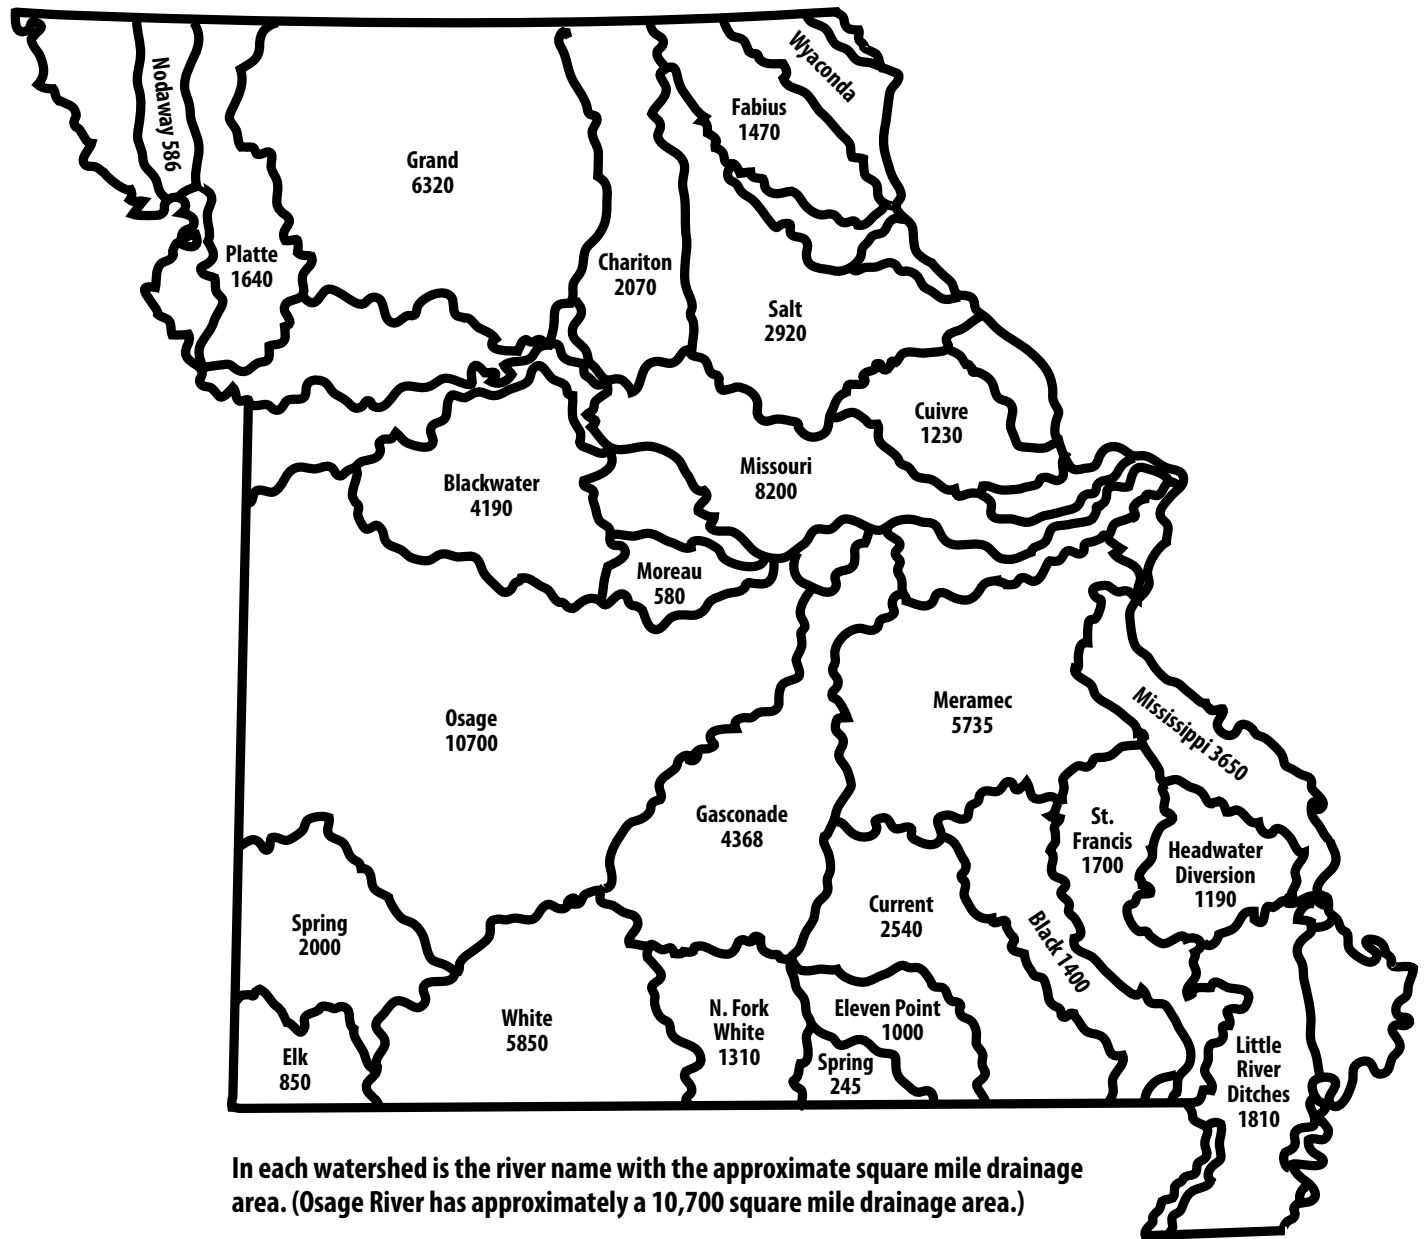 Nodaway 586
Wyaconda
Fabius
1470
Grand
6320
Platte
1640
Chariton
2070
Salt
2920
Cuivre
1230
Missouri
8200
Blackwater
4190
Moreau
580
Osage
10700
Meramec
5735
Mississippi 3650
Gasconade
4368
St.
Francis
1700
Headwater
Diversion
1190
Spring
2000
Current
2540
Black 1400
White
5850
N. Fork
White
1310
Eleven Point
1000
Elk
850
Spring
245
Little
River
Ditches
1810
In each watershed is the river name with the approximate square mile drainage
area. (Osage River has approximately a 10,700 square mile drainage area.)